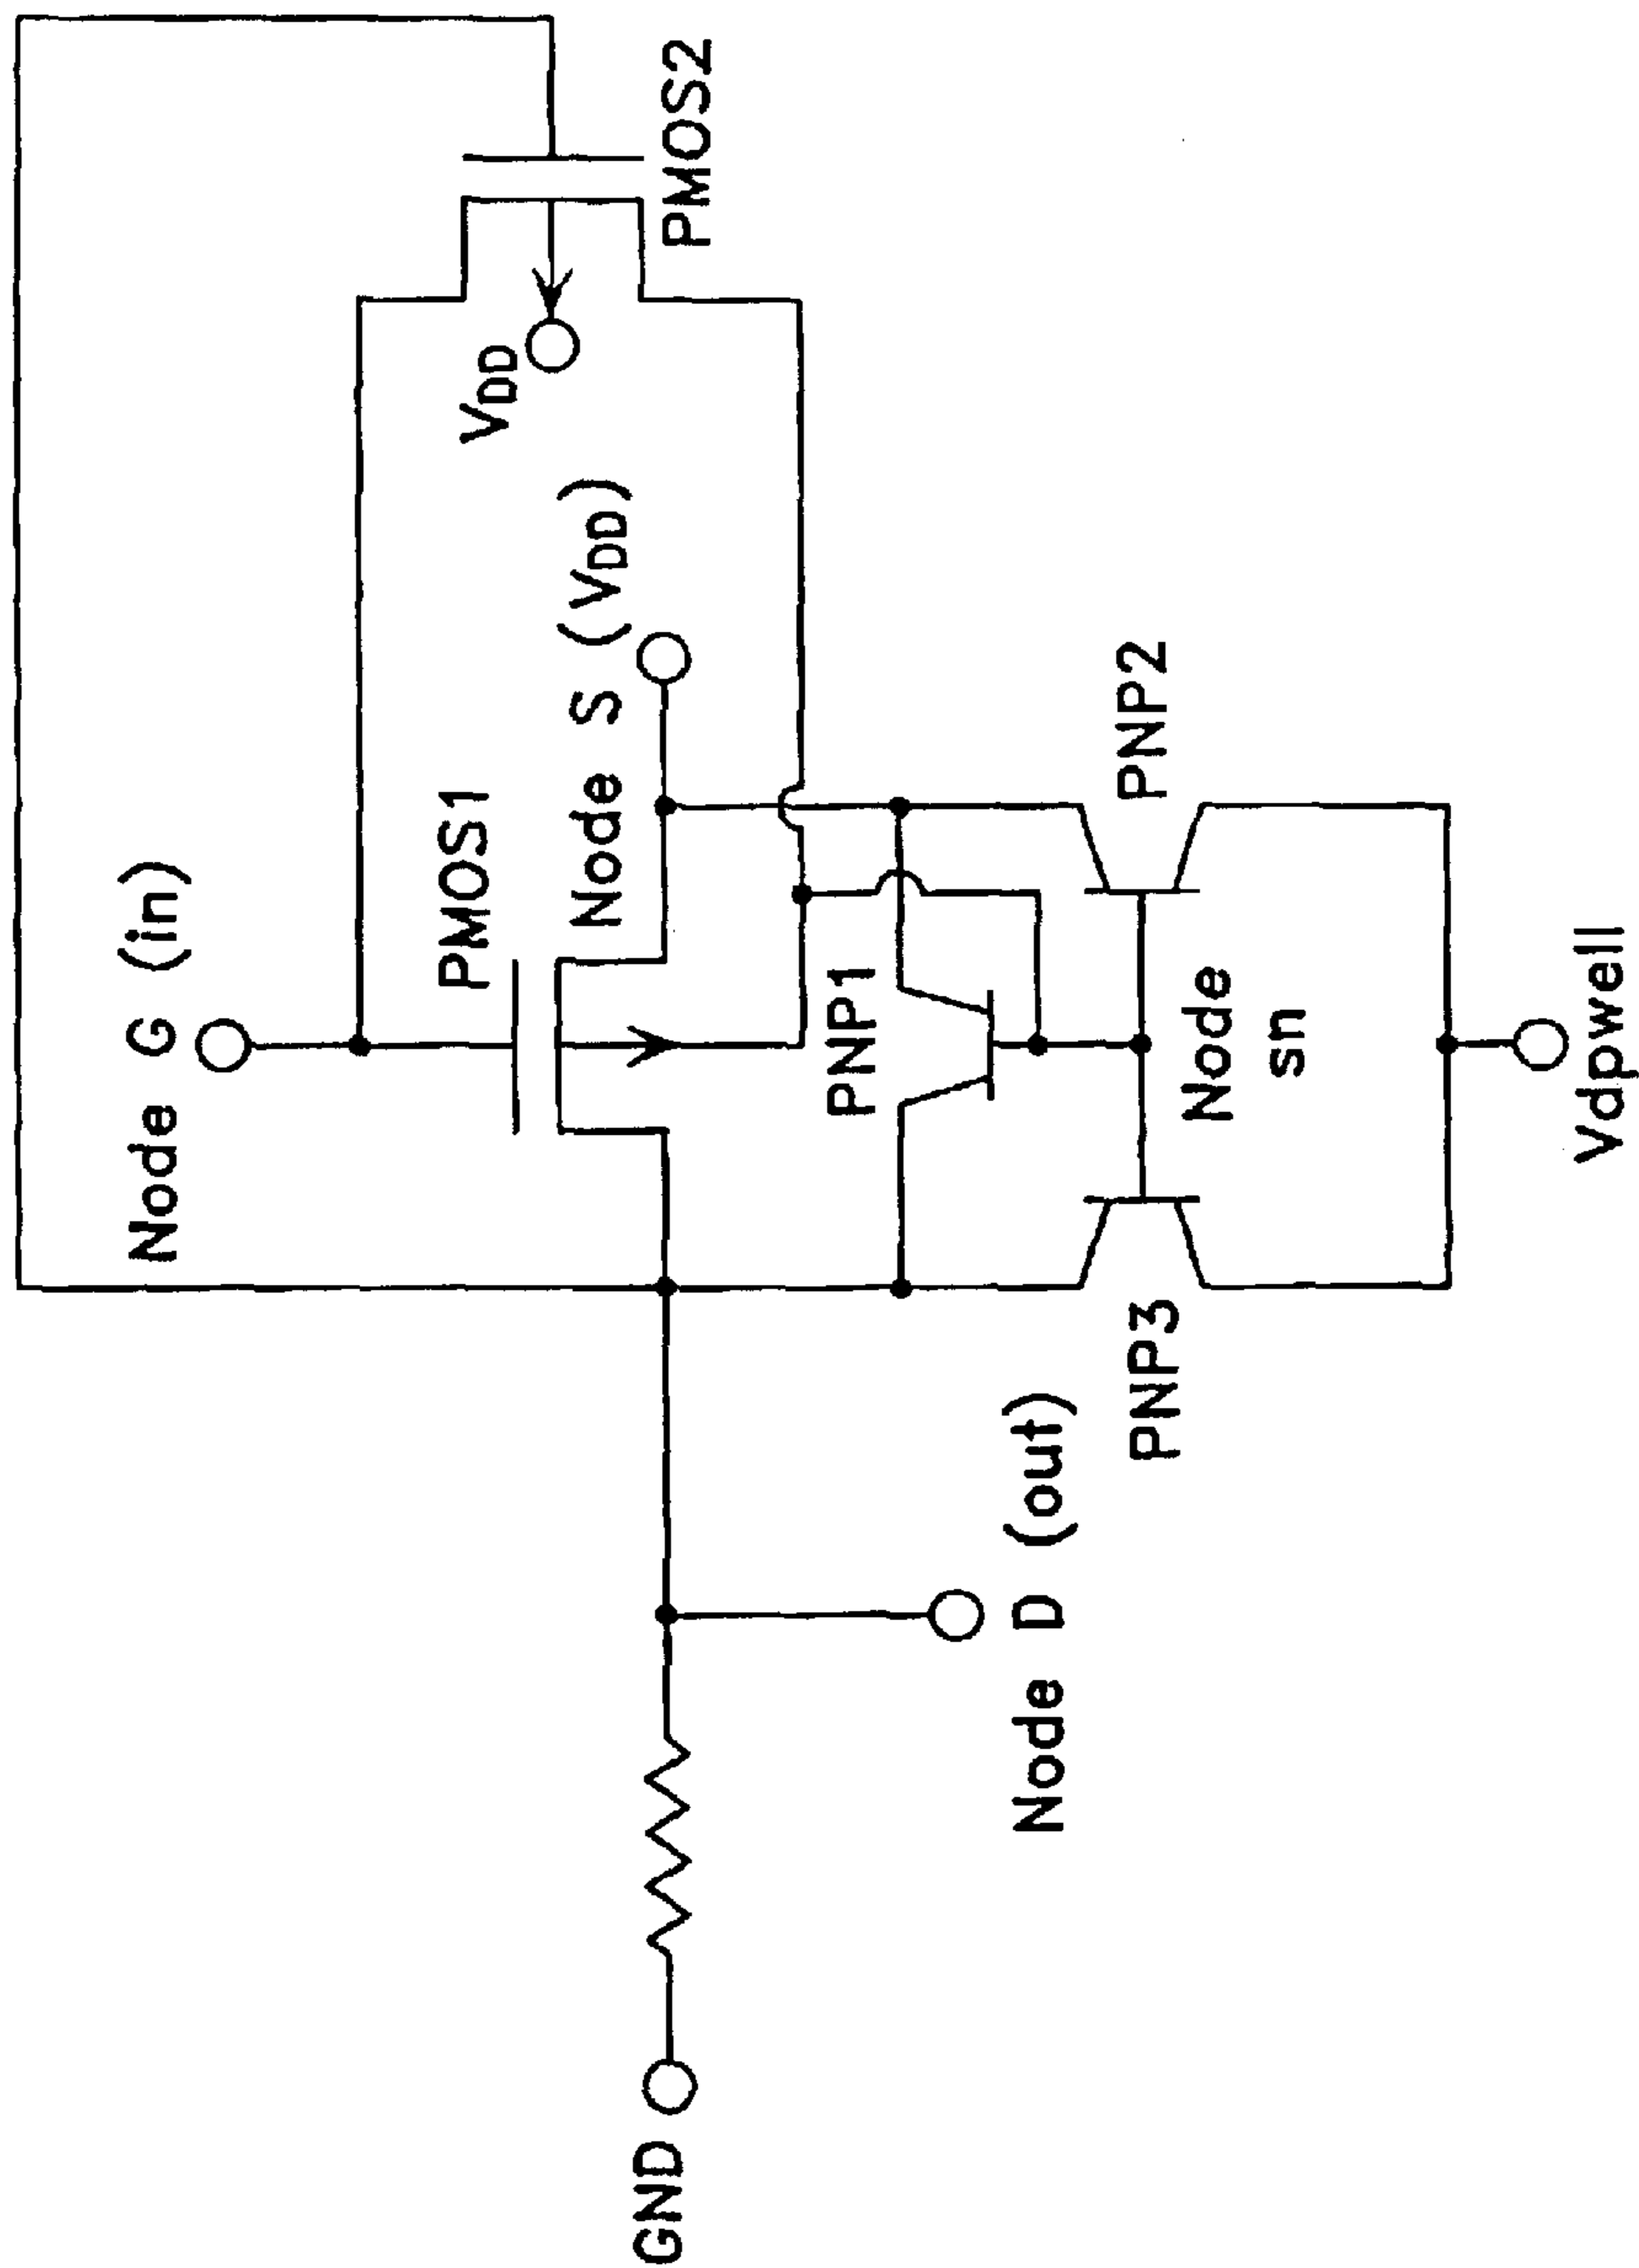 GND
Node D (out)
PNP3
Node G (in)
PMOS1
PNP1
Node
sn
Vdpwell
Node S (VDD)
PNP2
VDD
PMOS2